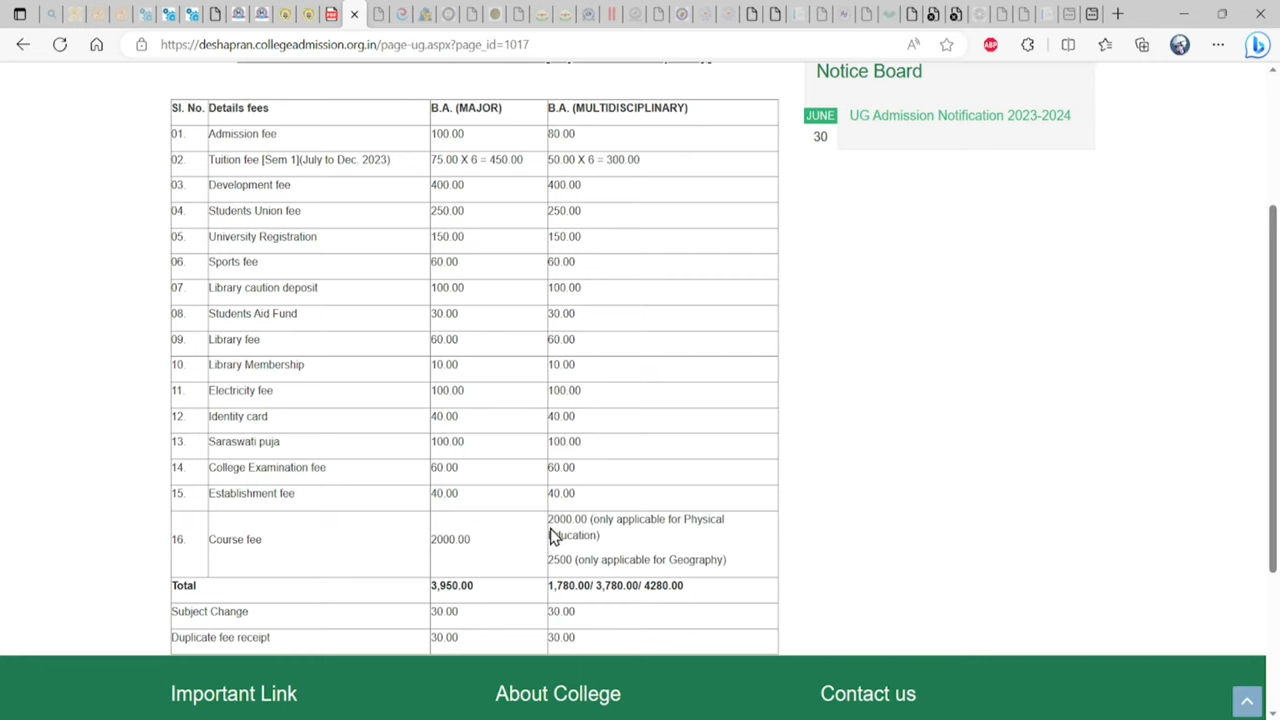 https://deshapran.collegeadmission.org.in/page-ug.aspx?page_id=1017
Notice Board
JUNE
30
UG Admission Notification 2023-2024
Sl. No. Details fees B.A. (MAJOR) B.A. (MULTIDISCIPLINARY)
01. Admission fee 100.00 80.00
02. Tuition fee [Sem 1](July to Dec. 2023) 75.00 X 6 = 450.00 50.00 X 6 = 300.00
03. Development fee 400.00 400.00
04. Students Union fee 250.00 250.00
05. University Registration 150.00 150.00
06. Sports fee 60.00 60.00
07. Library caution deposit 100.00 100.00
08. Students Aid Fund 30.00 30.00
09. Library fee 60.00 60.00
10. Library Membership 10.00 10.00
11. Electricity fee 100.00 100.00
12. Identity card 40.00 40.00
13. Saraswati puja 100.00 100.00
14. College Examination fee 60.00 60.00
15. Establishment fee 40.00 40.00
16. Course fee 2000.00 2000.00 (only applicable for Physical
Education)
2500 (only applicable for Geography)
Total 3,950.00 1,780.00/ 3,780.00/ 4280.00
Subject Change 30.00 30.00
Duplicate fee receipt 30.00 30.00
Important Link About College Contact us